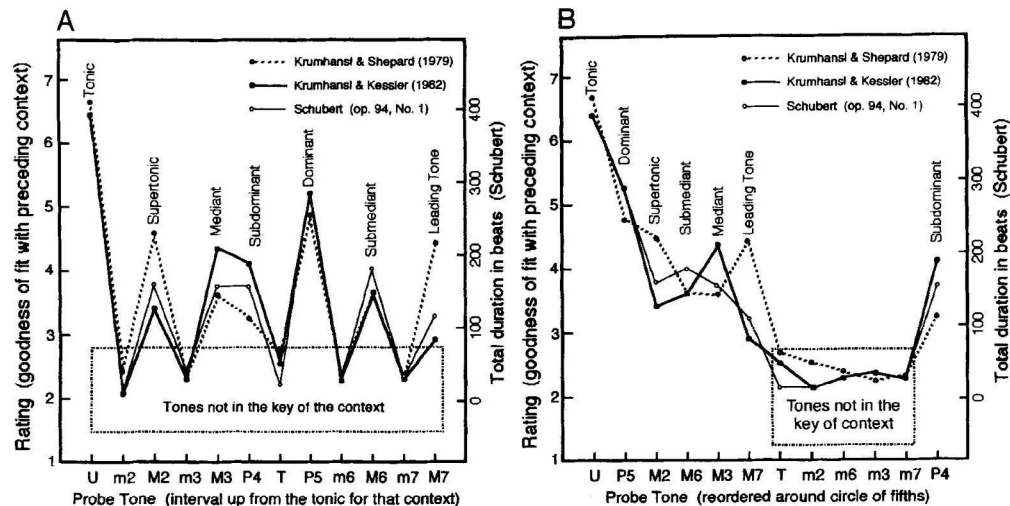 A
7
6
5
4
3
2
1
Rating (goodness of fit with preceding context)
Tonic
Supertonic
Mediant
Subdominant
Dominant
Submediant
Leading Tone
Krumhansl & Shepard (1979)
Krumhansl & Kessler (1982)
Schubert (op. 94, No. 1)
Tones not in the key of the context
400
300
200
100
0
Total duration in beats (Schubert)
U m2 M2 m3 M3 P4 T P5 m6 M6 m7 M7
Probe Tone (interval up from the tonic for that context)
B
7
6
5
4
3
2
1
Rating (goodness of fit with preceding context)
Tonic
Dominant
Supertonic
Submediant
Mediant
Leading Tone
Subdominant
Krumhansl & Shepard (1979)
Krumhansl & Kessler (1982)
Schubert (op. 94, No. 1)
Tones not in the
key of context
400
300
200
100
0
Total duration in beats (Schubert)
U P5 M2 M6 M3 M7 T m2 m6 m3 m7 P4
Probe Tone (reordered around circle of fifths)